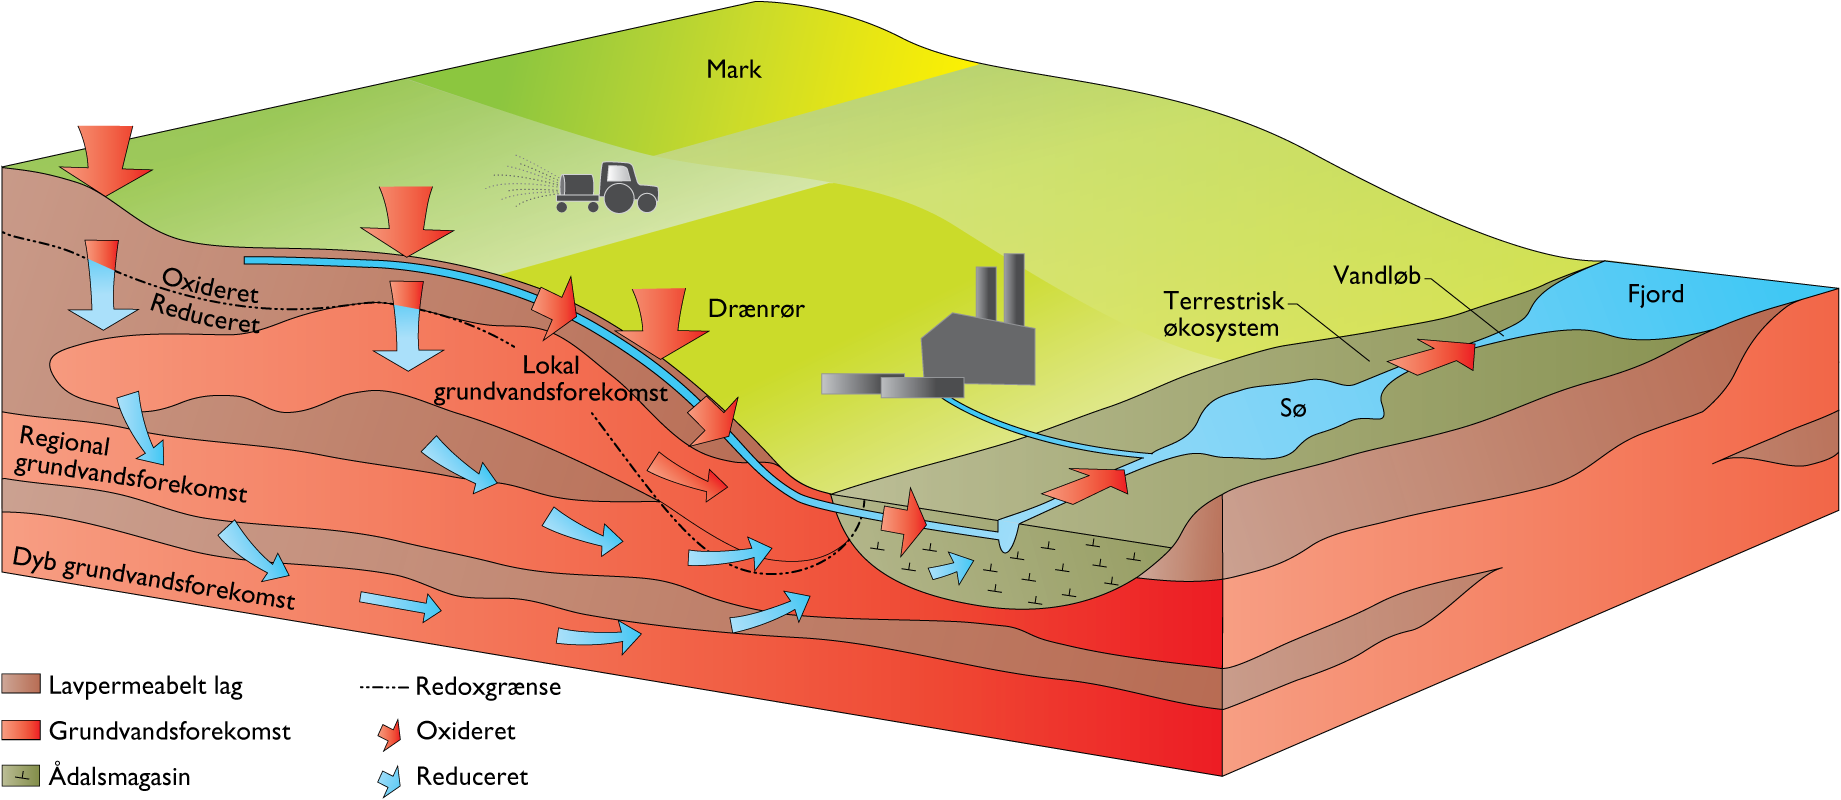 Mark
Drænrør
Vandløb
Fjord
Terrestrisk
økosystem
Sø
Oxideret
Reduceret
Lokal
grundvandsforekomst
Regional
grundvandsforekomst
Dyb grundvandsforekomst
Lavpermeabelt lag
Grundvandsforekomst
Ådalsmagasin
Redoxgrænse
Oxideret
Reduceret